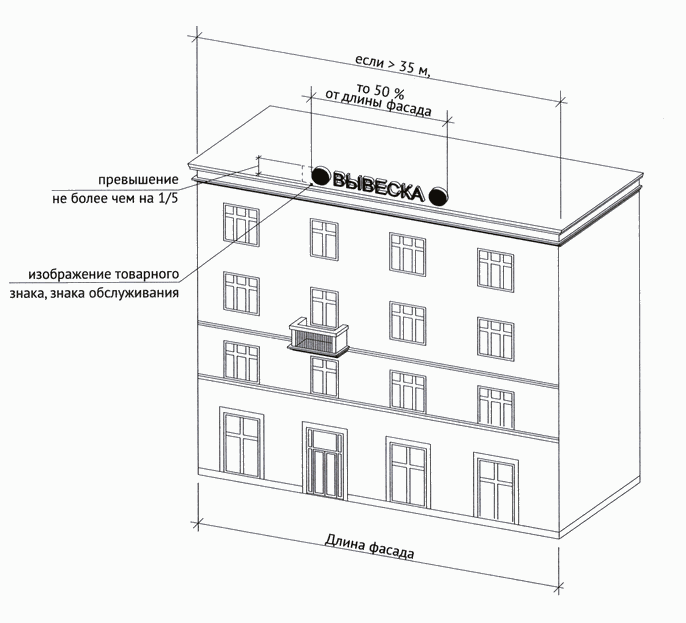 если > 35 м,
то 50 %
от длины фасада
ВЫВЕСКА
превышение
не более чем на 1/5
изображение товарного
знака, знака обслуживания
Длина фасада